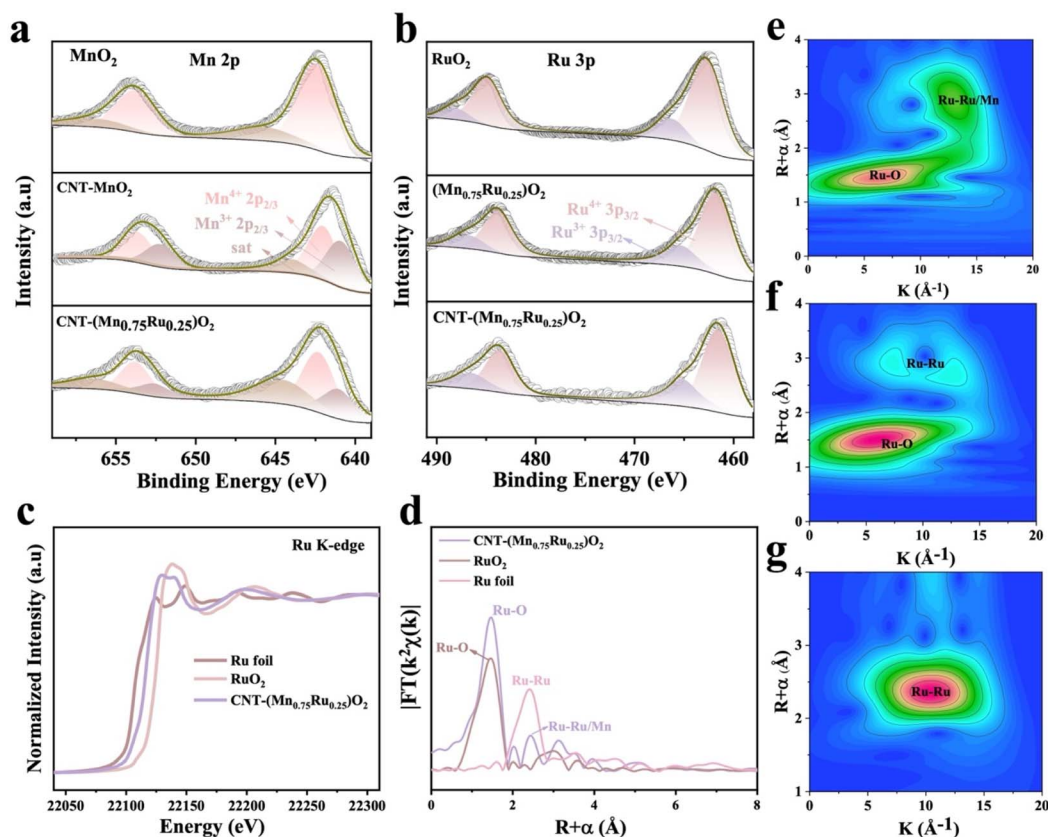 a
MnO₂
Mn 2p
CNT-MnO₂
Mn⁴⁺ 2p₂/₃
Mn³⁺ 2p₂/₃
sat
CNT-(Mn₀.₇₅Ru₀.₂₅)O₂
Intensity (a.u)
655 650 645 640
Binding Energy (eV)
b
RuO₂
Ru 3p
(Mn₀.₇₅Ru₀.₂₅)O₂
Ru⁴⁺ 3p₃/₂
Ru³⁺ 3p₃/₂
CNT-(Mn₀.₇₅Ru₀.₂₅)O₂
Intensity (a.u)
490 480 470 460
Binding Energy (eV)
c
Ru K-edge
Ru foil
RuO₂
CNT-(Mn₀.₇₅Ru₀.₂₅)O₂
Normalized Intensity (a.u)
22050 22100 22150 22200 22250 22300
Energy (eV)
d
CNT-(Mn₀.₇₅Ru₀.₂₅)O₂
RuO₂
Ru foil
Ru-O
Ru-O
Ru-Ru
Ru-Ru/Mn
|FT(k²χ(k)|
0 2 4 6 8
R+α (Å)
e
4
3
2
1
0
Ru-Ru/Mn
Ru-O
R+α (Å)
0 5 10 15 20
K (Å⁻¹)
f
4
3
2
1
0
Ru-Ru
Ru-O
R+α (Å)
0 5 10 15 20
K (Å⁻¹)
g
4
3
2
1
0
Ru-Ru
R+α (Å)
0 5 10 15 20
K (Å⁻¹)